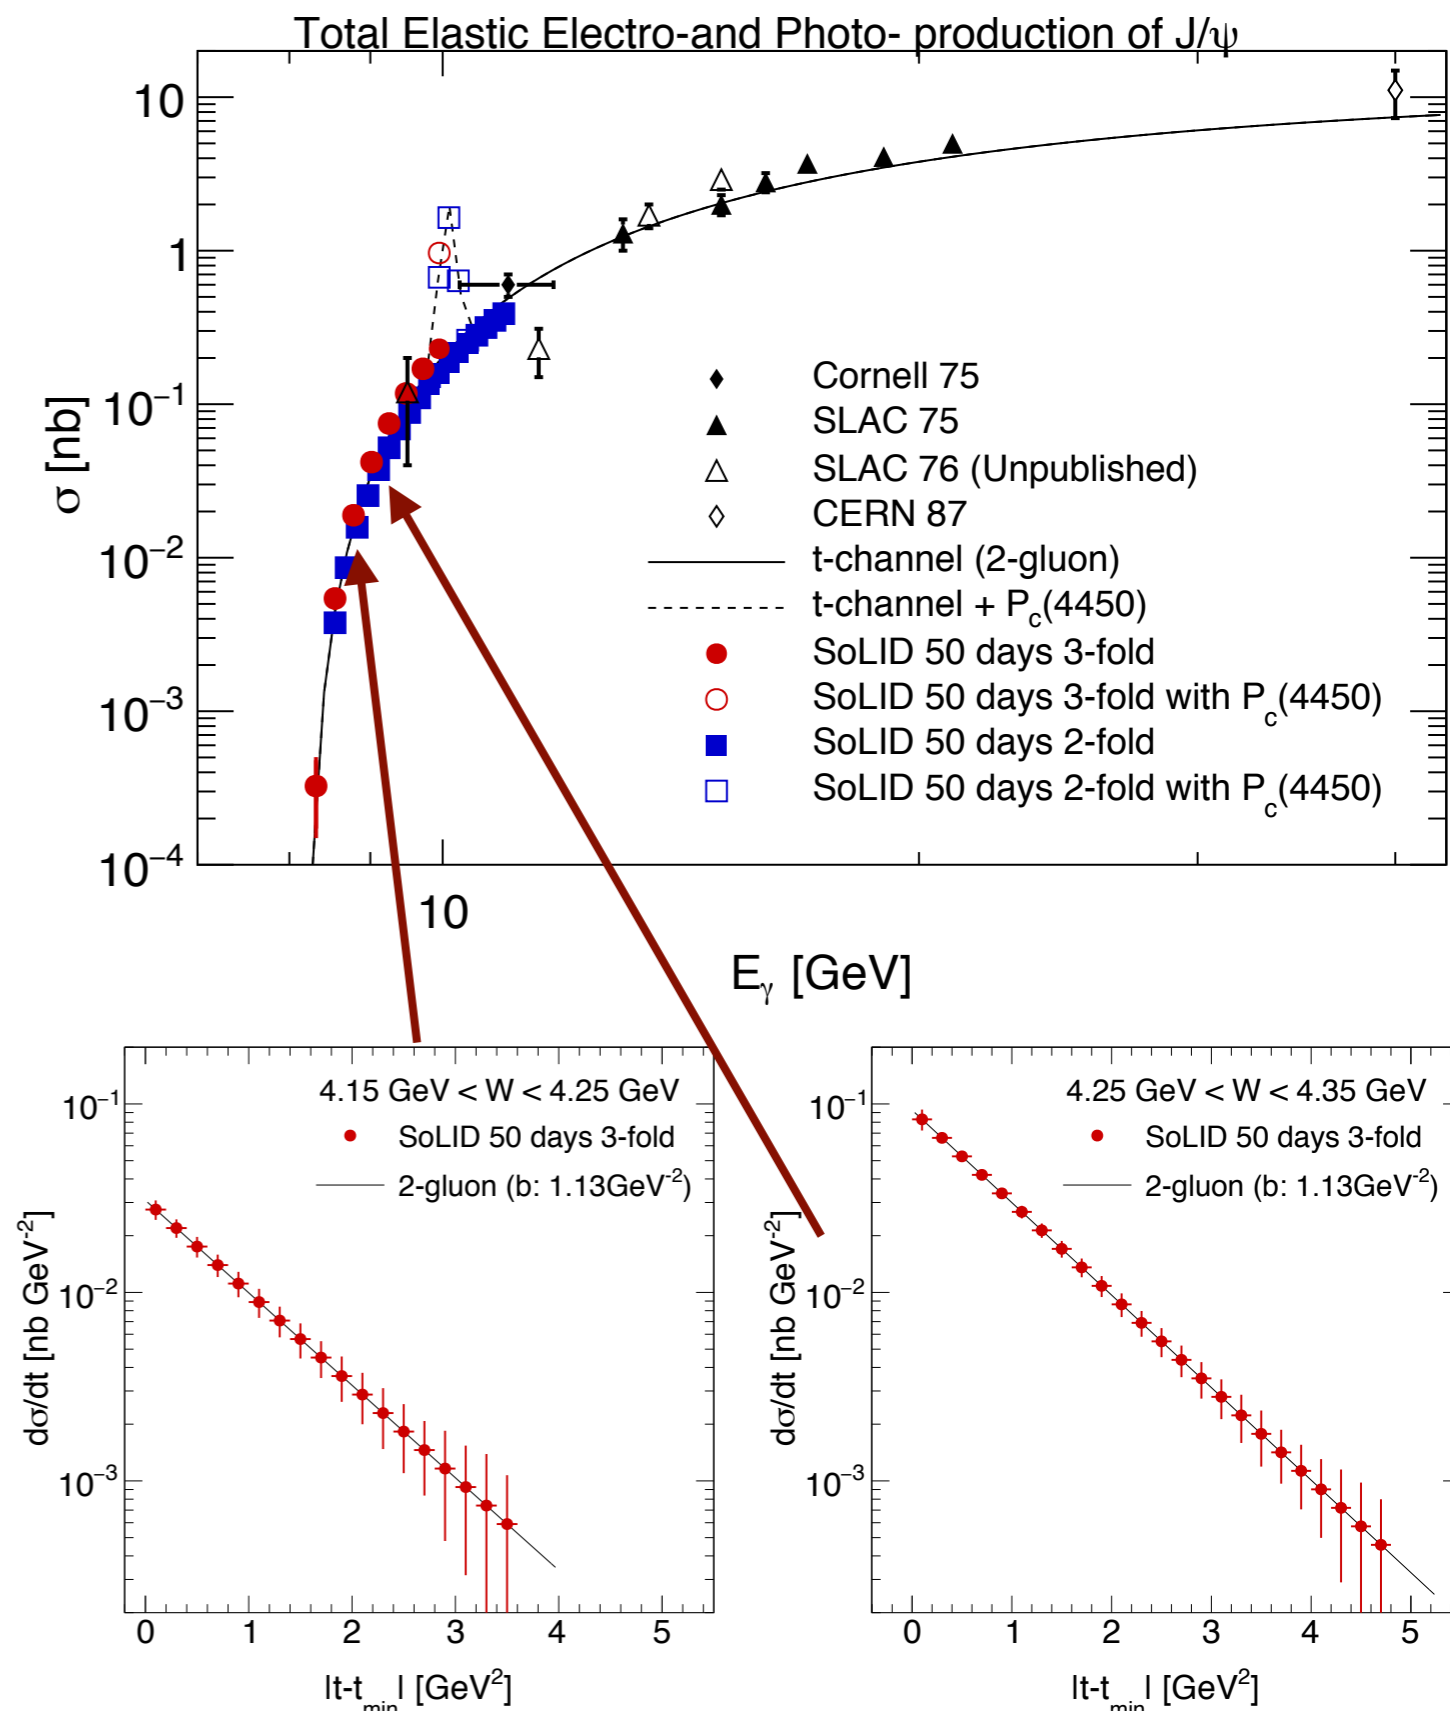 Total Elastic Electro-and Photo- production of J/ψ
10
1
10⁻¹
10⁻²
10⁻³
10⁻⁴
σ [nb]
Cornell 75
SLAC 75
SLAC 76 (Unpublished)
CERN 87
t-channel (2-gluon)
t-channel + P_c(4450)
SoLID 50 days 3-fold
SoLID 50 days 3-fold with P_c(4450)
SoLID 50 days 2-fold
SoLID 50 days 2-fold with P_c(4450)
10
E_γ [GeV]
4.15 GeV < W < 4.25 GeV
SoLID 50 days 3-fold
2-gluon (b: 1.13GeV⁻²)
10⁻¹
10⁻²
10⁻³
dσ/dt [nb GeV⁻²]
0 1 2 3 4 5
|t-t_min| [GeV²]
4.25 GeV < W < 4.35 GeV
SoLID 50 days 3-fold
2-gluon (b: 1.13GeV⁻²)
10⁻¹
10⁻²
10⁻³
dσ/dt [nb GeV⁻²]
0 1 2 3 4 5
|t-t_min| [GeV²]